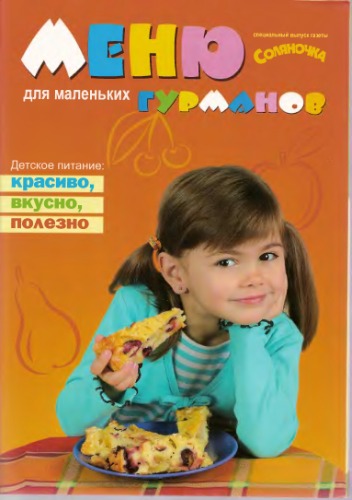 Меню
специальный выпуск газеты
Соляночка
для маленьких гурманов
Детское питание:
красиво,
вкусно,
полезно